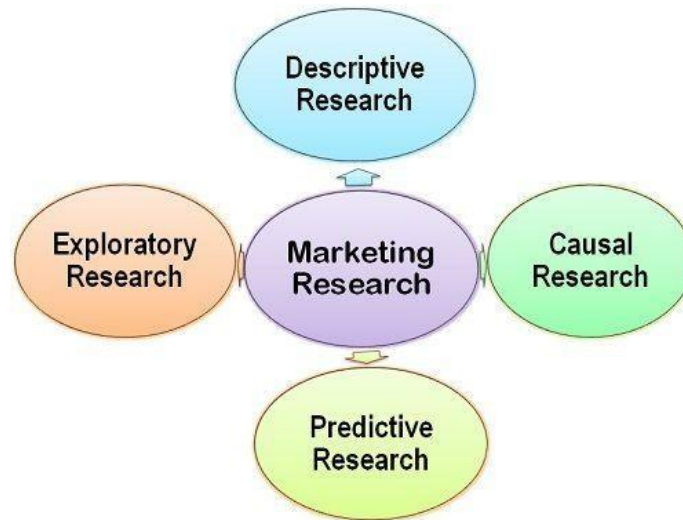 Descriptive
Research
Exploratory
Research
Marketing
Research
Causal
Research
Predictive
Research